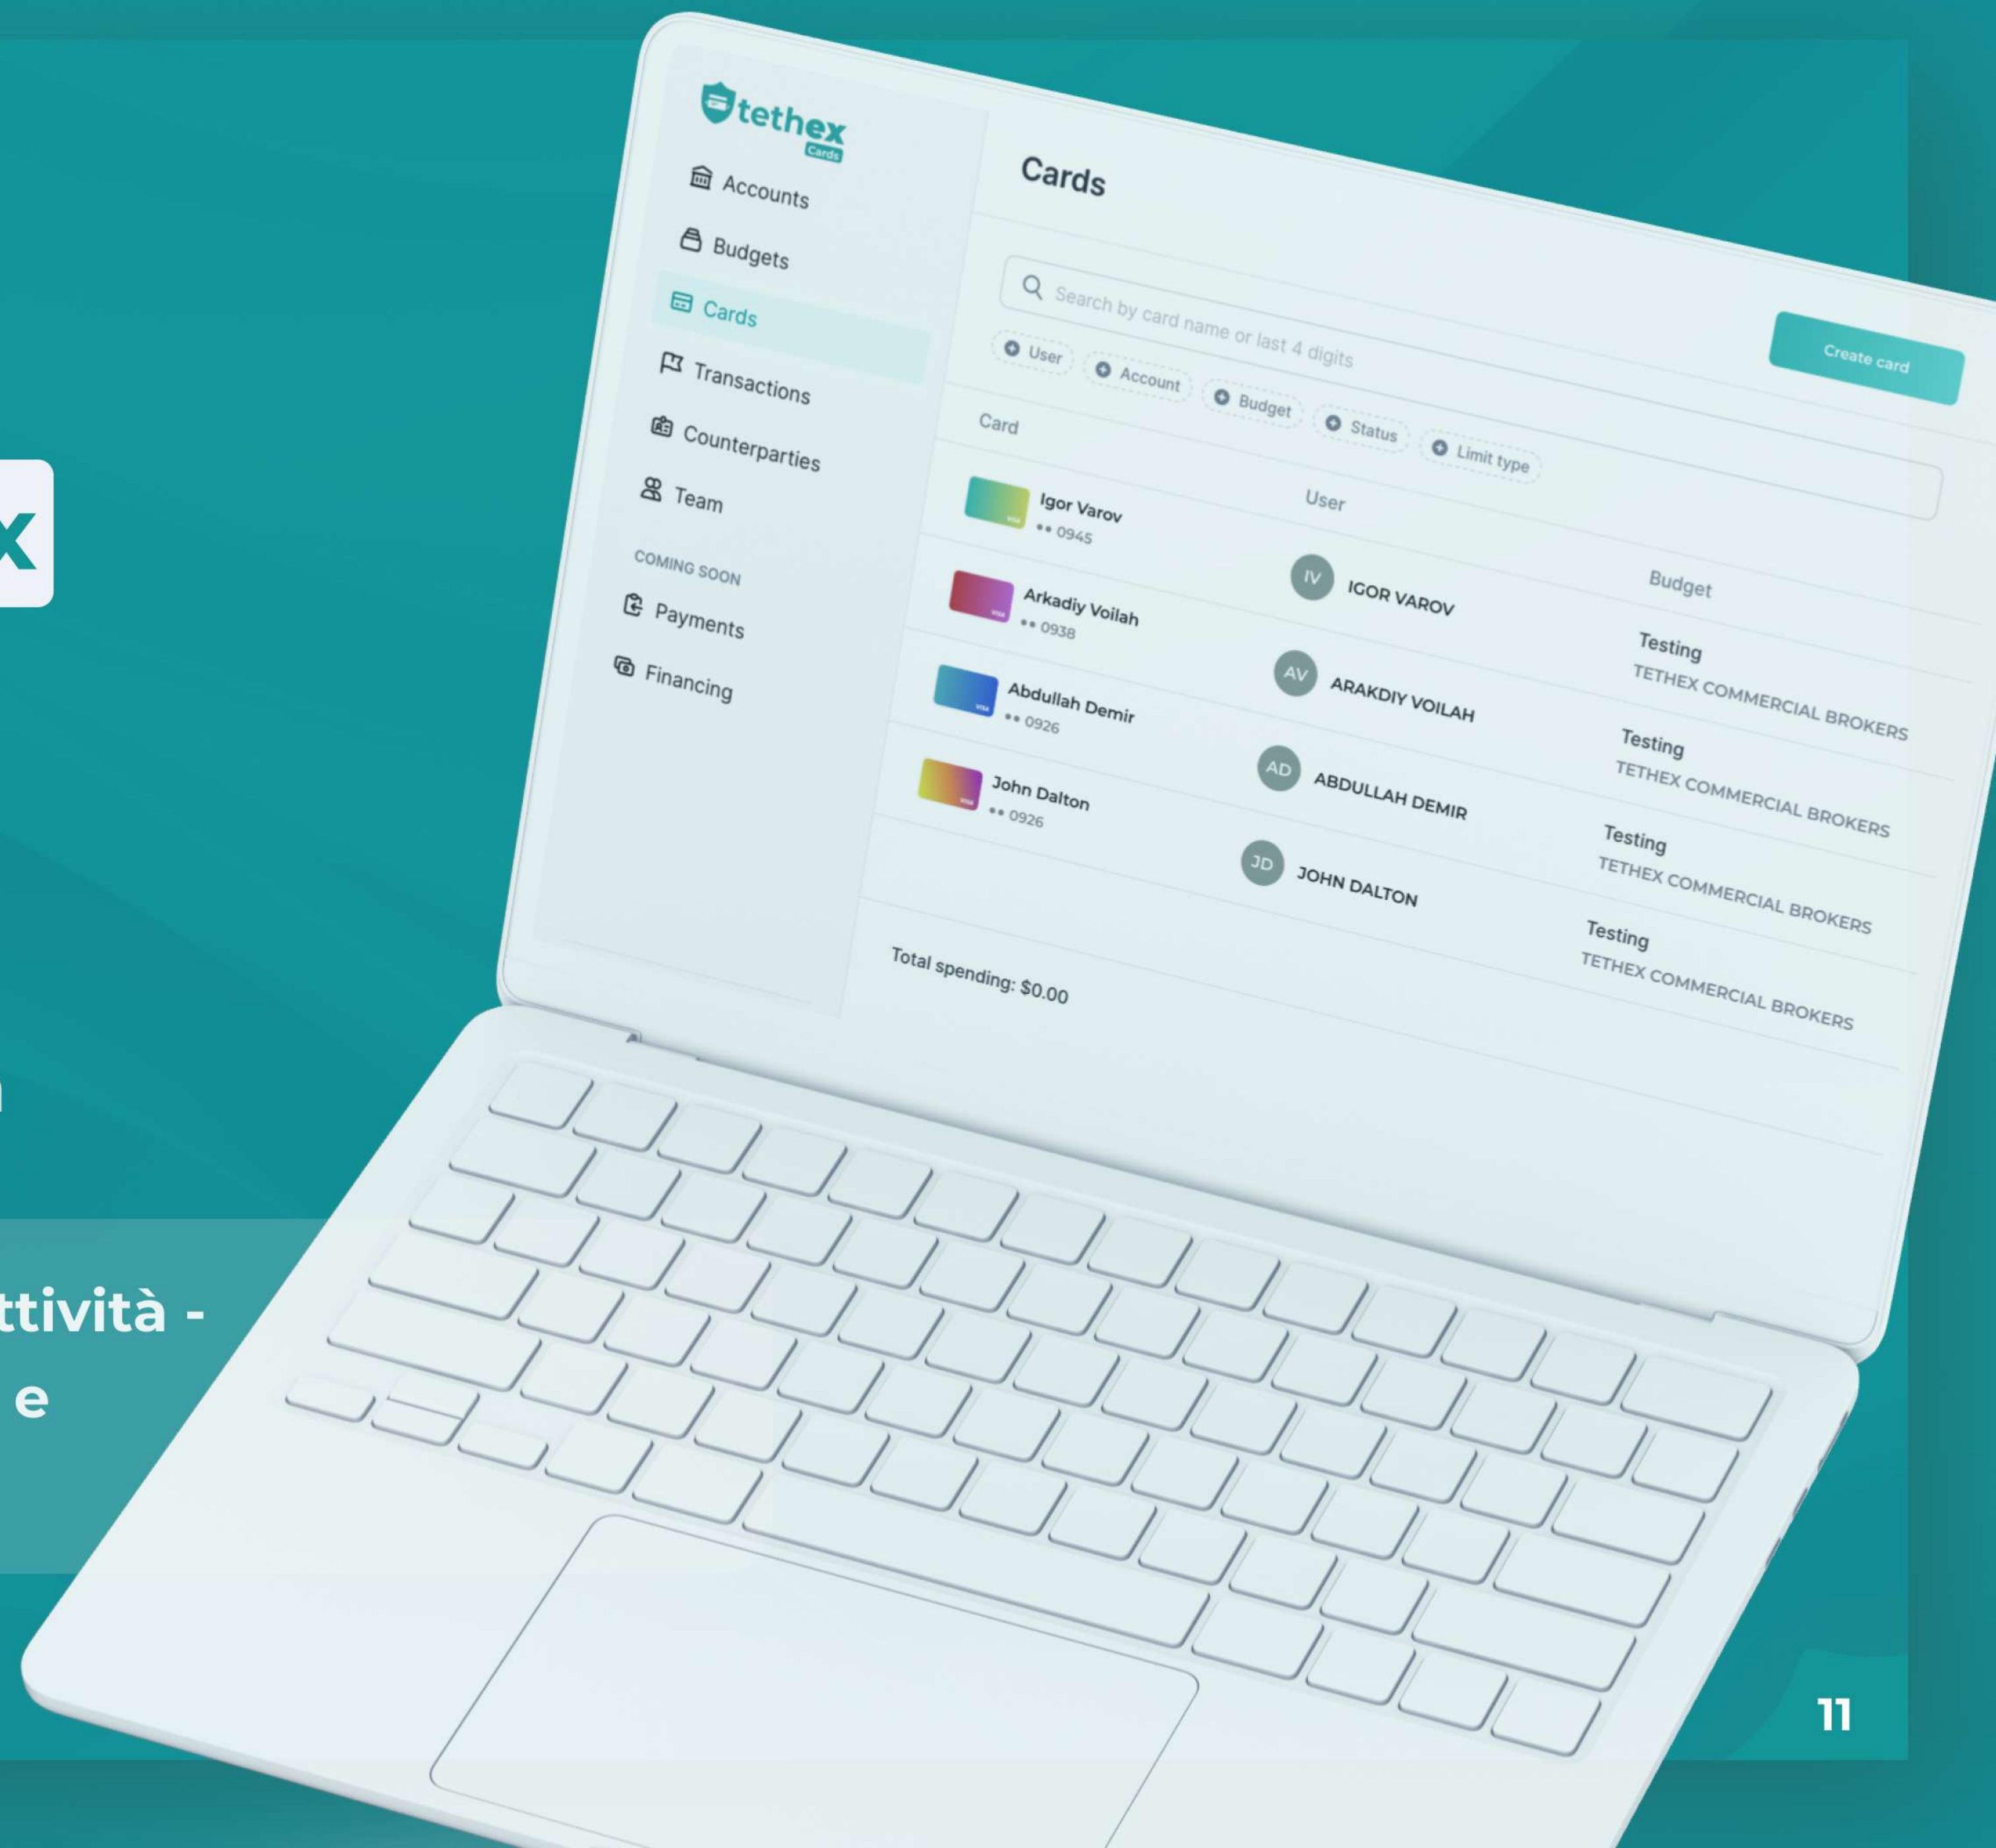 x
ttività -
e
tethex
Cards
Accounts
Budgets
Cards
Transactions
Counterparties
Team
COMING SOON
Payments
Financing
Cards
Create card
Search by card name or last 4 digits
User Account Budget Status Limit type
Card User Budget
Igor Varov
•• 0945
IV IGOR VAROV
Testing
TETHEX COMMERCIAL BROKERS
Arkadiy Voilah
•• 0938
AV ARAKDIY VOILAH
Testing
TETHEX COMMERCIAL BROKERS
Abdullah Demir
•• 0926
AD ABDULLAH DEMIR
Testing
TETHEX COMMERCIAL BROKERS
John Dalton
•• 0926
JD JOHN DALTON
Testing
TETHEX COMMERCIAL BROKERS
VISA
VISA
VISA
VISA
Total spending: $0.00
11